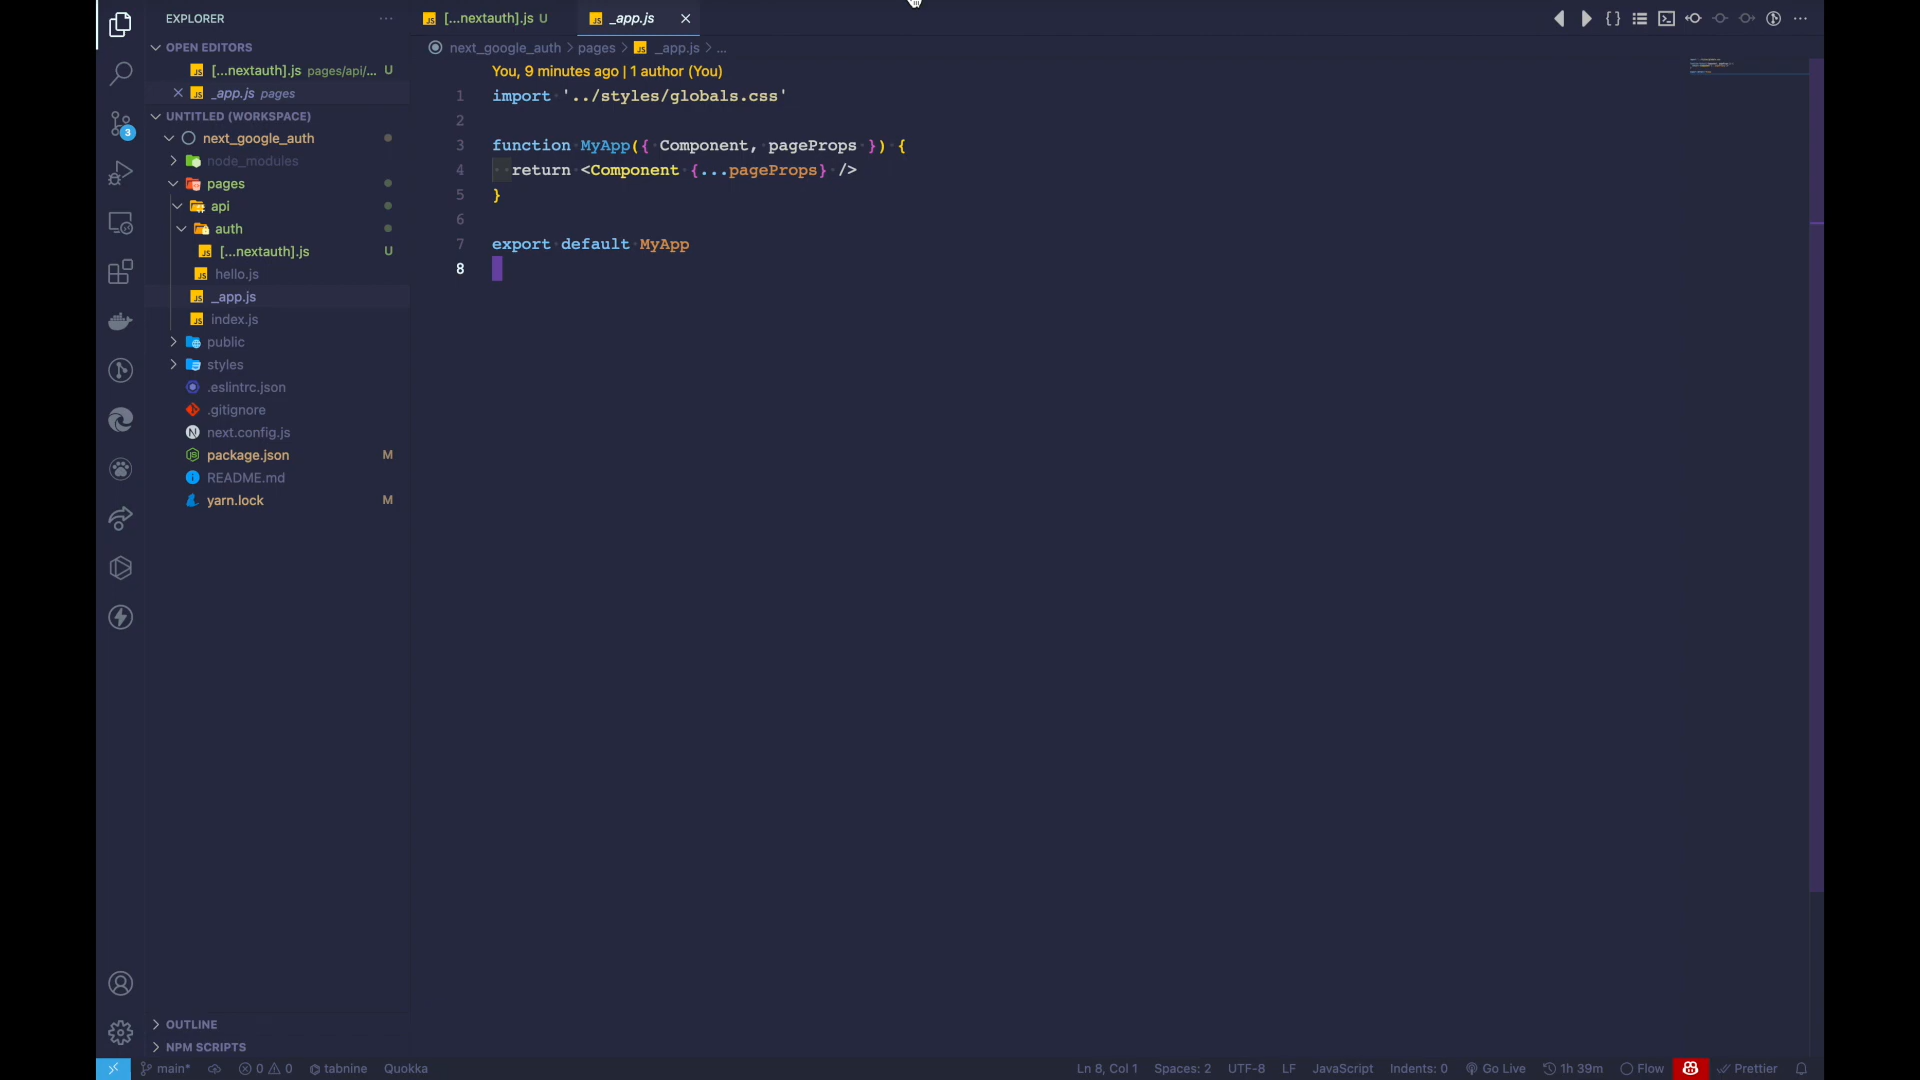 EXPLORER
OPEN EDITORS
[...nextauth].js pages/api/... U
_app.js pages
UNTITLED (WORKSPACE)
next_google_auth
node_modules
pages
api
auth
[...nextauth].js U
hello.js
_app.js
index.js
public
styles
.eslintrc.json
.gitignore
next.config.js
package.json M
README.md
yarn.lock M
OUTLINE
NPM SCRIPTS
[...nextauth].js U
_app.js
next_google_auth > pages > _app.js > ...
You, 9 minutes ago | 1 author (You)
1 import '../styles/globals.css'
2
3 function MyApp({ Component, pageProps }) {
4 return <Component {...pageProps} />
5 }
6
7 export default MyApp
8
3
main* 0 0 tabnine Quokka
Ln 8, Col 1 Spaces: 2 UTF-8 LF JavaScript Indents: 0 Go Live 1h 39m Flow Prettier